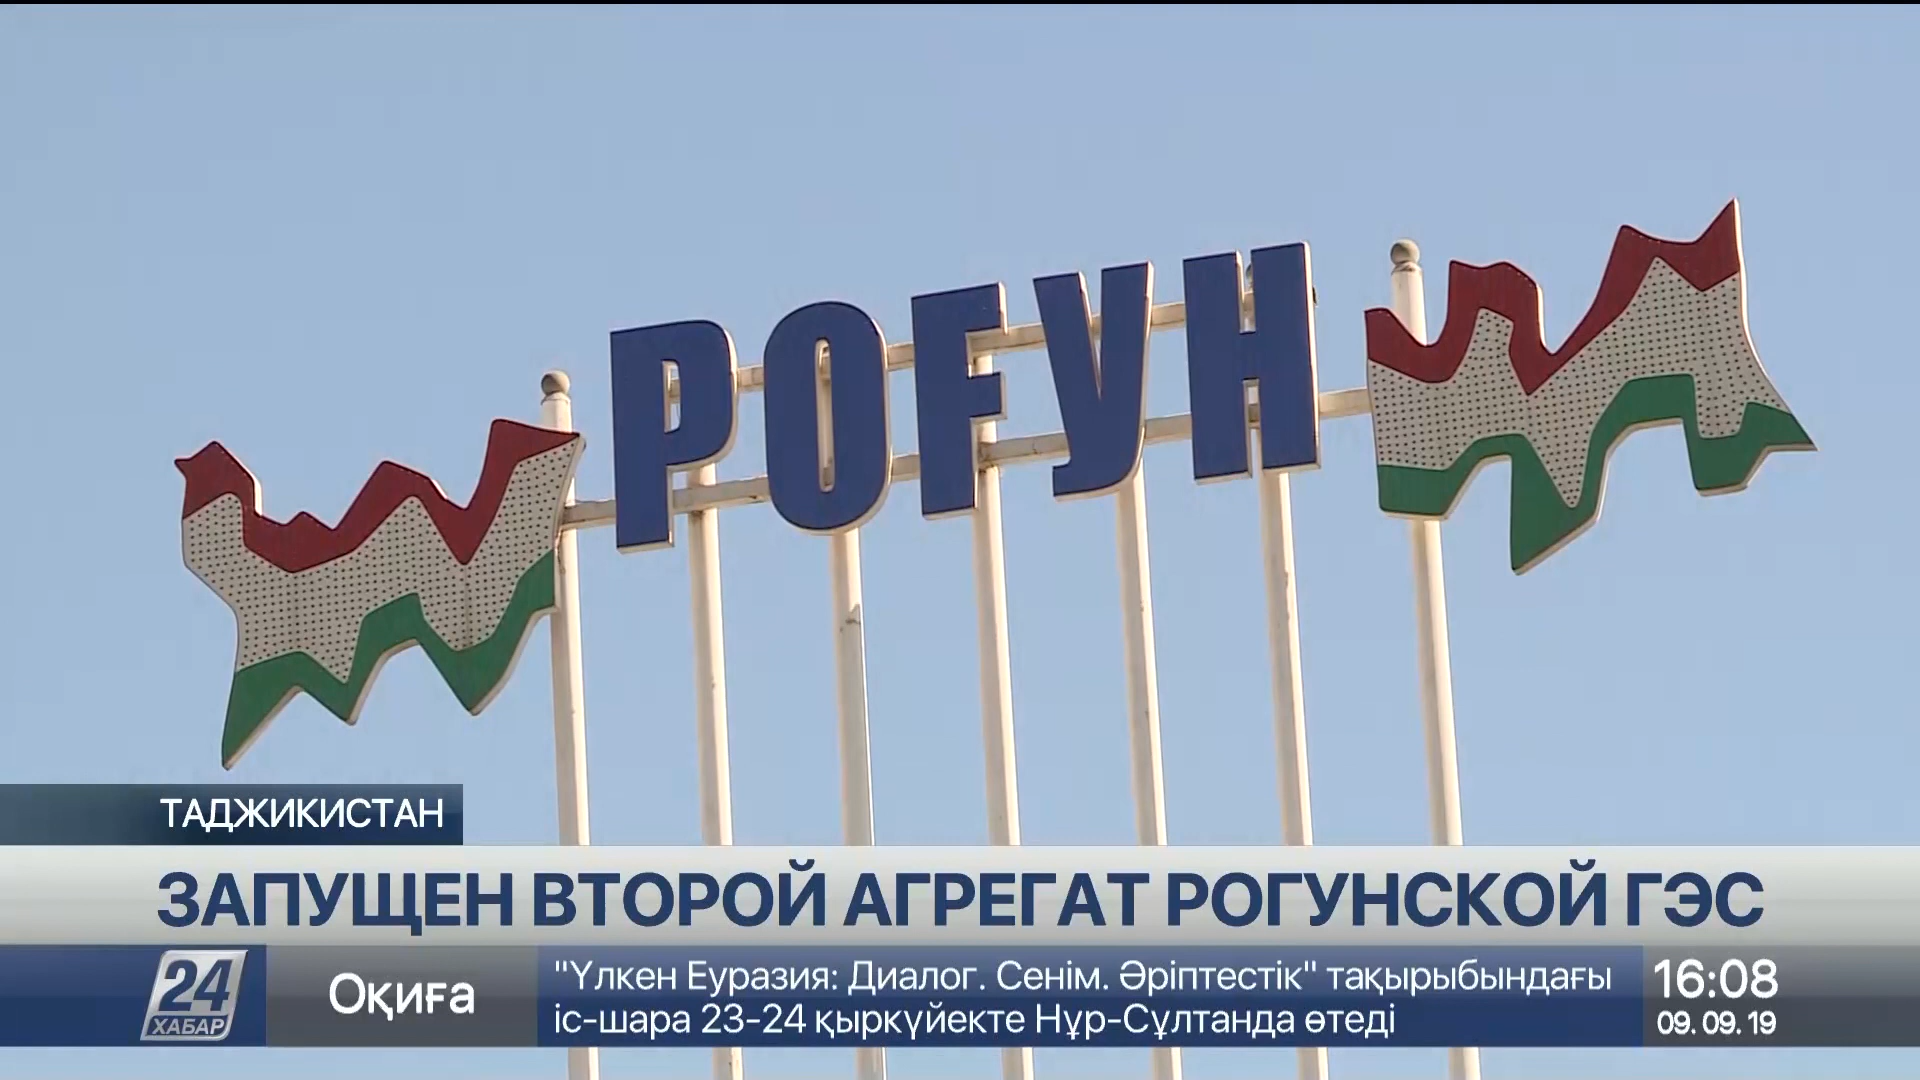 РОҒУН
ТАДЖИКИСТАН
ЗАПУЩЕН ВТОРОЙ АГРЕГАТ РОГУНСКОЙ ГЭС
24
ХАБАР
Оқиға
"Үлкен Еуразия: Диалог. Сенім. Әріптестік" тақырыбындағы
іс-шара 23-24 қыркүйекте Нұр-Сұлтанда өтеді
16:08
09. 09. 19